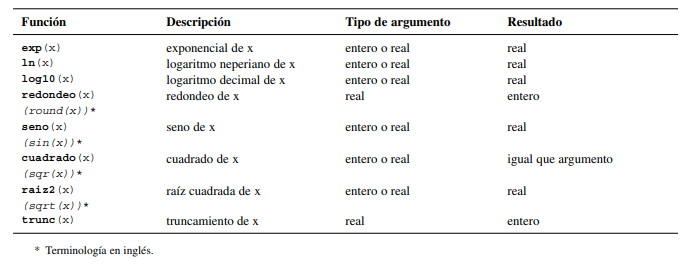 Función Descripción Tipo de argumento Resultado
exp(x) exponencial de x entero o real real
ln(x) logaritmo neperiano de x entero o real real
log10(x) logaritmo decimal de x entero o real real
redondeo(x) redondeo de x real entero
(round(x))*
seno(x) seno de x entero o real real
(sin(x))*
cuadrado(x) cuadrado de x entero o real igual que argumento
(sqr(x))*
raiz2(x) raíz cuadrada de x entero o real real
(sqrt(x))*
trunc(x) truncamiento de x real entero
* Terminología en inglés.